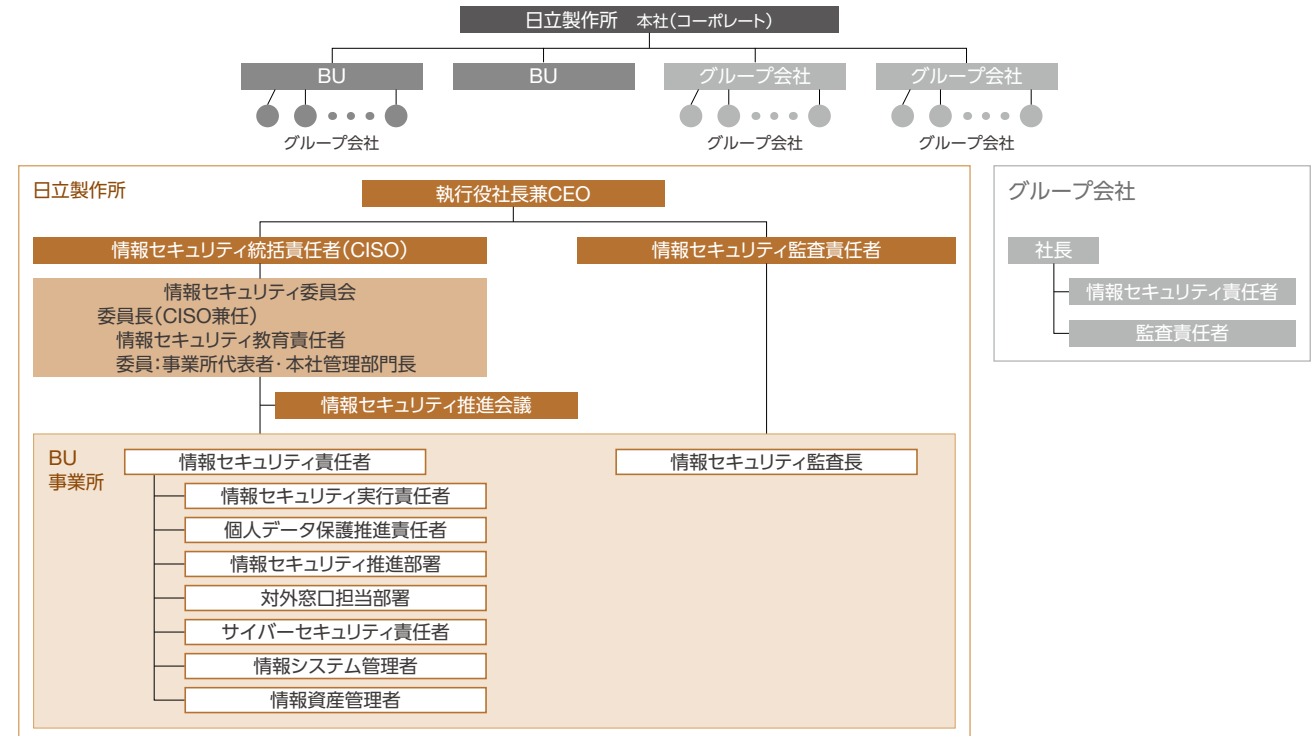 日立製作所 本社(コーポレート)
BU
BU
グループ会社
グループ会社
グループ会社
グループ会社
グループ会社
日立製作所
執行役社長兼CEO
情報セキュリティ統括責任者(CISO)
情報セキュリティ監査責任者
情報セキュリティ委員会
委員長(CISO兼任)
情報セキュリティ教育責任者
委員:事業所代表者・本社管理部門長
情報セキュリティ推進会議
BU
事業所
情報セキュリティ責任者
情報セキュリティ監査長
情報セキュリティ実行責任者
個人データ保護推進責任者
情報セキュリティ推進部署
対外窓口担当部署
サイバーセキュリティ責任者
情報システム管理者
情報資産管理者
グループ会社
社長
情報セキュリティ責任者
監査責任者